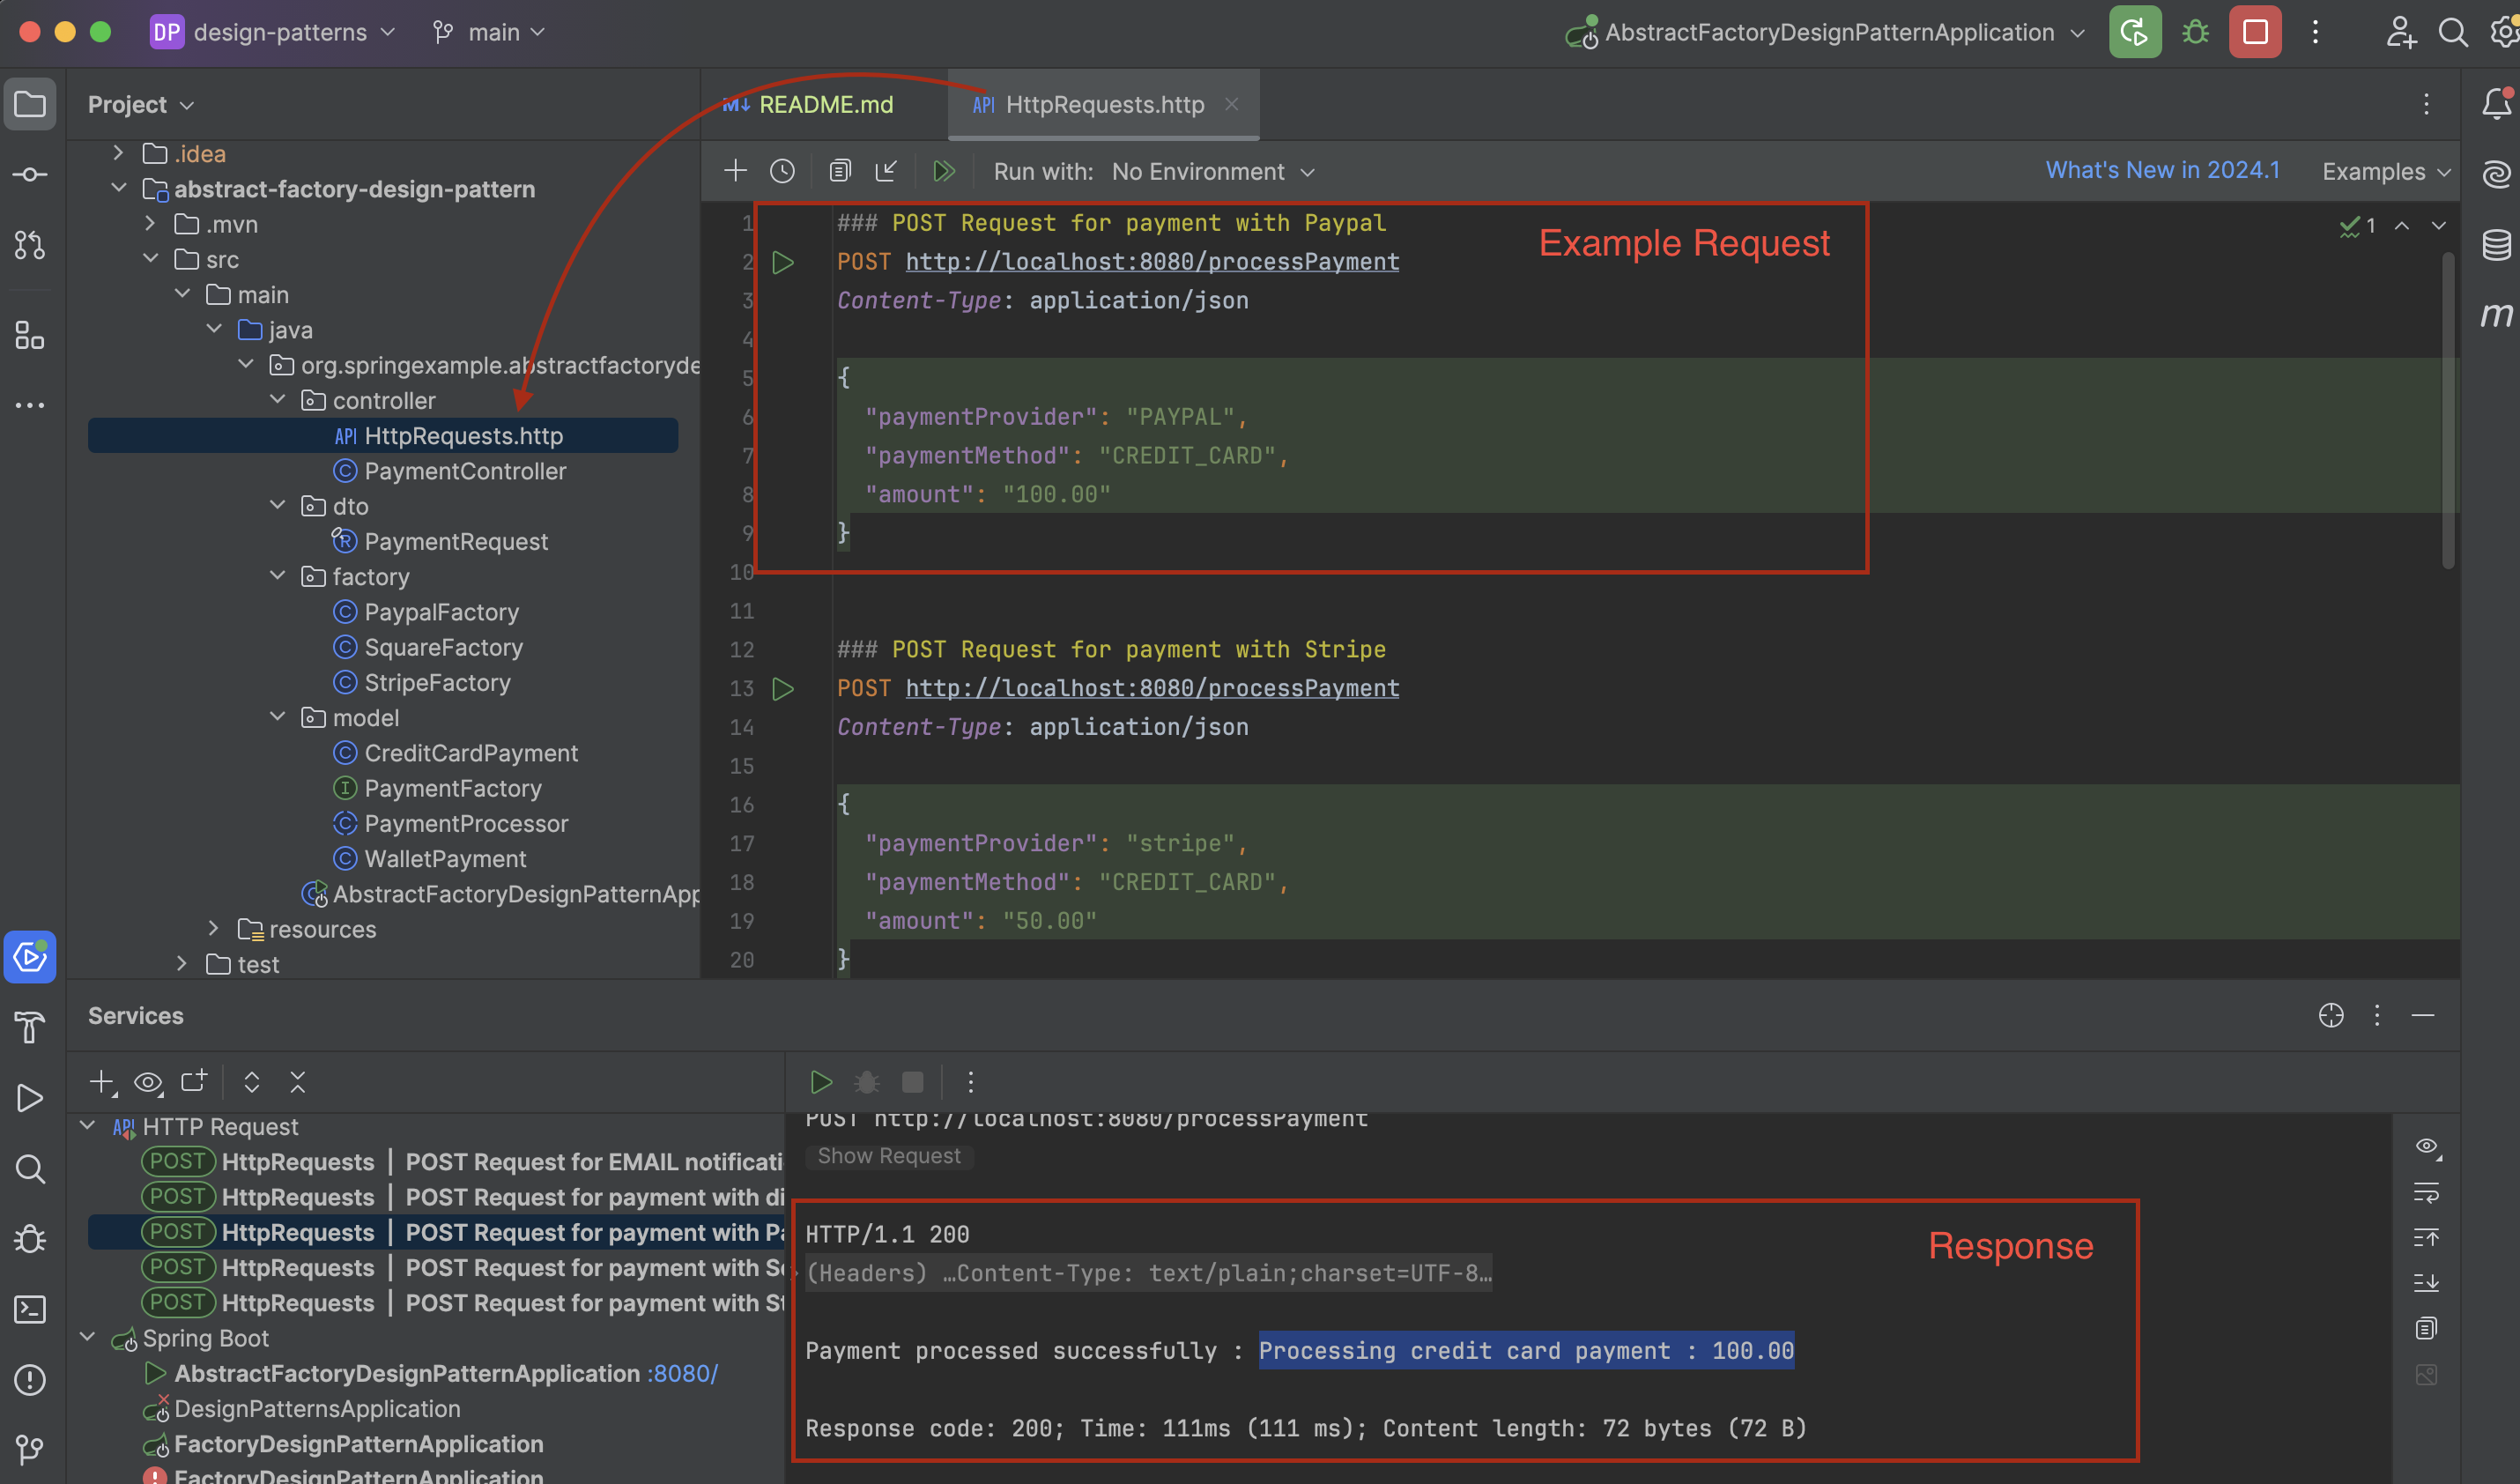 DP design-patterns main
AbstractFactoryDesignPatternApplication
Project
.idea
abstract-factory-design-pattern
.mvn
src
main
java
org.springexample.abstractfactoryde
controller
API HttpRequests.http
PaymentController
dto
PaymentRequest
factory
PaypalFactory
SquareFactory
StripeFactory
model
CreditCardPayment
PaymentFactory
PaymentProcessor
WalletPayment
AbstractFactoryDesignPatternApp
resources
test
M↓ README.md
API HttpRequests.http
Run with: No Environment
What's New in 2024.1
Examples
1
1 ### POST Request for payment with Paypal
2 POST http://localhost:8080/processPayment
3 Content-Type: application/json
4
5 {
6 "paymentProvider": "PAYPAL",
7 "paymentMethod": "CREDIT_CARD",
8 "amount": "100.00"
9 }
10
11
12 ### POST Request for payment with Stripe
13 POST http://localhost:8080/processPayment
14 Content-Type: application/json
15
16 {
17 "paymentProvider": "stripe",
18 "paymentMethod": "CREDIT_CARD",
19 "amount": "50.00"
20 }
Example Request
m
Services
API HTTP Request
POST HttpRequests | POST Request for EMAIL notificati
POST HttpRequests | POST Request for payment with di
POST HttpRequests | POST Request for payment with Pa
POST HttpRequests | POST Request for payment with Sq
POST HttpRequests | POST Request for payment with St
Spring Boot
AbstractFactoryDesignPatternApplication :8080/
DesignPatternsApplication
FactoryDesignPatternApplication
FactoryDesignPatternApplication
POST http://localhost:8080/processPayment
Show Request
HTTP/1.1 200
(Headers) …Content-Type: text/plain;charset=UTF-8…
Payment processed successfully : Processing credit card payment : 100.00
Response code: 200; Time: 111ms (111 ms); Content length: 72 bytes (72 B)
Response